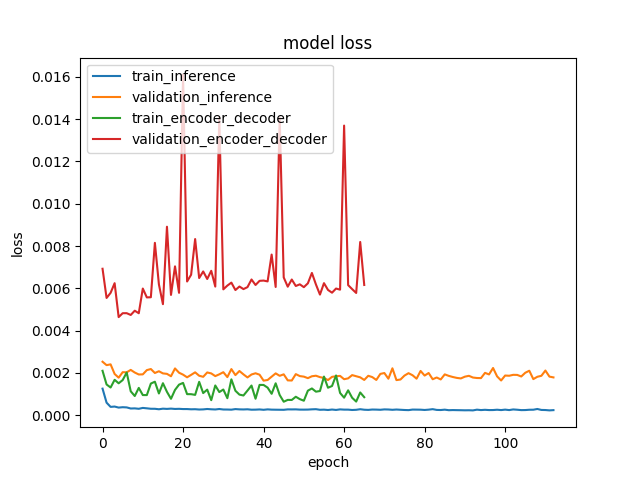 model loss
train_inference
validation_inference
train_encoder_decoder
validation_encoder_decoder
loss
0.016
0.014
0.012
0.010
0.008
0.006
0.004
0.002
0.000
0 20 40 60 80 100
epoch